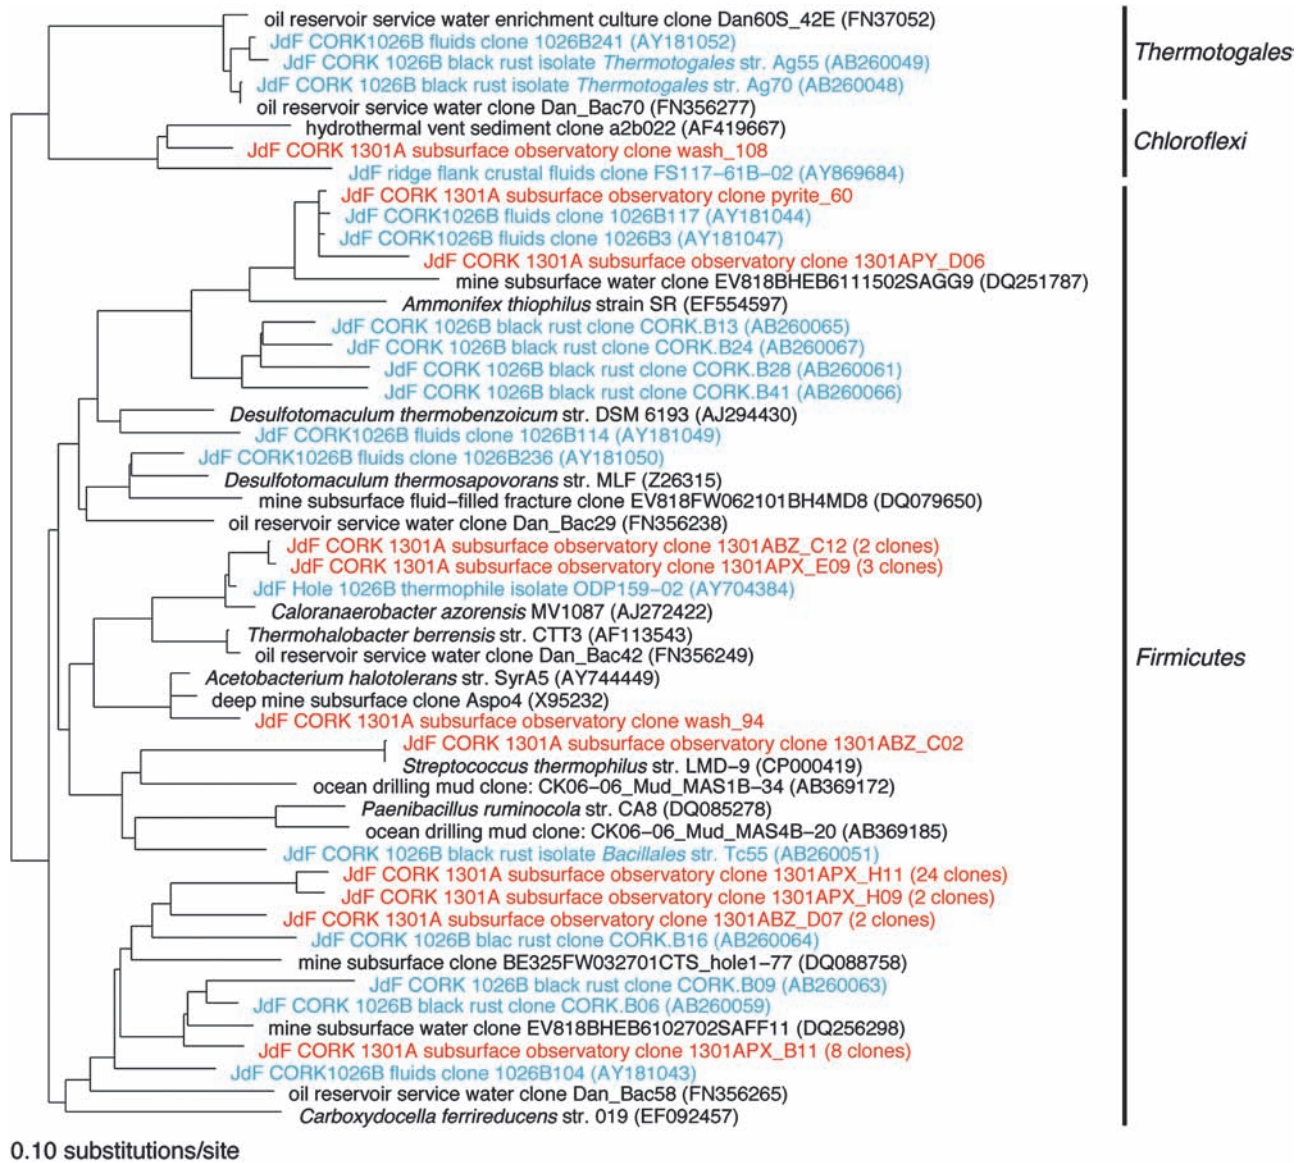 oil reservoir service water enrichment culture clone Dan60S_42E (FN37052)
JdF CORK1026B fluids clone 1026B241 (AY181052)
Thermotogales
JdF CORK 1026B black rust isolate Thermotogales str. Ag55 (AB260049)
JdF CORK 1026B black rust isolate Thermotogales str. Ag70 (AB260048)
oil reservoir service water clone Dan_Bac70 (FN356277)
hydrothermal vent sediment clone a2b022 (AF419667)
Chloroflexi
JdF CORK 1301A subsurface observatory clone wash_108
JdF ridge flank crustal fluids clone FS117–61B–02 (AY869684)
JdF CORK 1301A subsurface observatory clone pyrite_60
JdF CORK1026B fluids clone 1026B117 (AY181044)
JdF CORK1026B fluids clone 1026B3 (AY181047)
JdF CORK 1301A subsurface observatory clone 1301APY_D06
mine subsurface water clone EV818BHEB6111502SAGG9 (DQ251787)
Ammonifex thiophilus strain SR (EF554597)
JdF CORK 1026B black rust clone CORK.B13 (AB260065)
JdF CORK 1026B black rust clone CORK.B24 (AB260067)
JdF CORK 1026B black rust clone CORK.B28 (AB260061)
JdF CORK 1026B black rust clone CORK.B41 (AB260066)
Desulfotomaculum thermobenzoicum str. DSM 6193 (AJ294430)
JdF CORK1026B fluids clone 1026B114 (AY181049)
JdF CORK1026B fluids clone 1026B236 (AY181050)
Desulfotomaculum thermosapovorans str. MLF (Z26315)
mine subsurface fluid–filled fracture clone EV818FW062101BH4MD8 (DQ079650)
oil reservoir service water clone Dan_Bac29 (FN356238)
JdF CORK 1301A subsurface observatory clone 1301ABZ_C12 (2 clones)
JdF CORK 1301A subsurface observatory clone 1301APX_E09 (3 clones)
JdF Hole 1026B thermophile isolate ODP159–02 (AY704384)
Caloranaerobacter azorensis MV1087 (AJ272422)
Thermohalobacter berrensis str. CTT3 (AF113543)
oil reservoir service water clone Dan_Bac42 (FN356249)
Firmicutes
Acetobacterium halotolerans str. SyrA5 (AY744449)
deep mine subsurface clone Aspo4 (X95232)
JdF CORK 1301A subsurface observatory clone wash_94
JdF CORK 1301A subsurface observatory clone 1301ABZ_C02
Streptococcus thermophilus str. LMD–9 (CP000419)
ocean drilling mud clone: CK06–06_Mud_MAS1B–34 (AB369172)
Paenibacillus ruminocola str. CA8 (DQ085278)
ocean drilling mud clone: CK06–06_Mud_MAS4B–20 (AB369185)
JdF CORK 1026B black rust isolate Bacillales str. Tc55 (AB260051)
JdF CORK 1301A subsurface observatory clone 1301APX_H11 (24 clones)
JdF CORK 1301A subsurface observatory clone 1301APX_H09 (2 clones)
JdF CORK 1301A subsurface observatory clone 1301ABZ_D07 (2 clones)
JdF CORK 1026B blac rust clone CORK.B16 (AB260064)
mine subsurface clone BE325FW032701CTS_hole1–77 (DQ088758)
JdF CORK 1026B black rust clone CORK.B09 (AB260063)
JdF CORK 1026B black rust clone CORK.B06 (AB260059)
mine subsurface water clone EV818BHEB6102702SAFF11 (DQ256298)
JdF CORK 1301A subsurface observatory clone 1301APX_B11 (8 clones)
JdF CORK1026B fluids clone 1026B104 (AY181043)
oil reservoir service water clone Dan_Bac58 (FN356265)
Carboxydocella ferrireducens str. 019 (EF092457)
0.10 substitutions/site